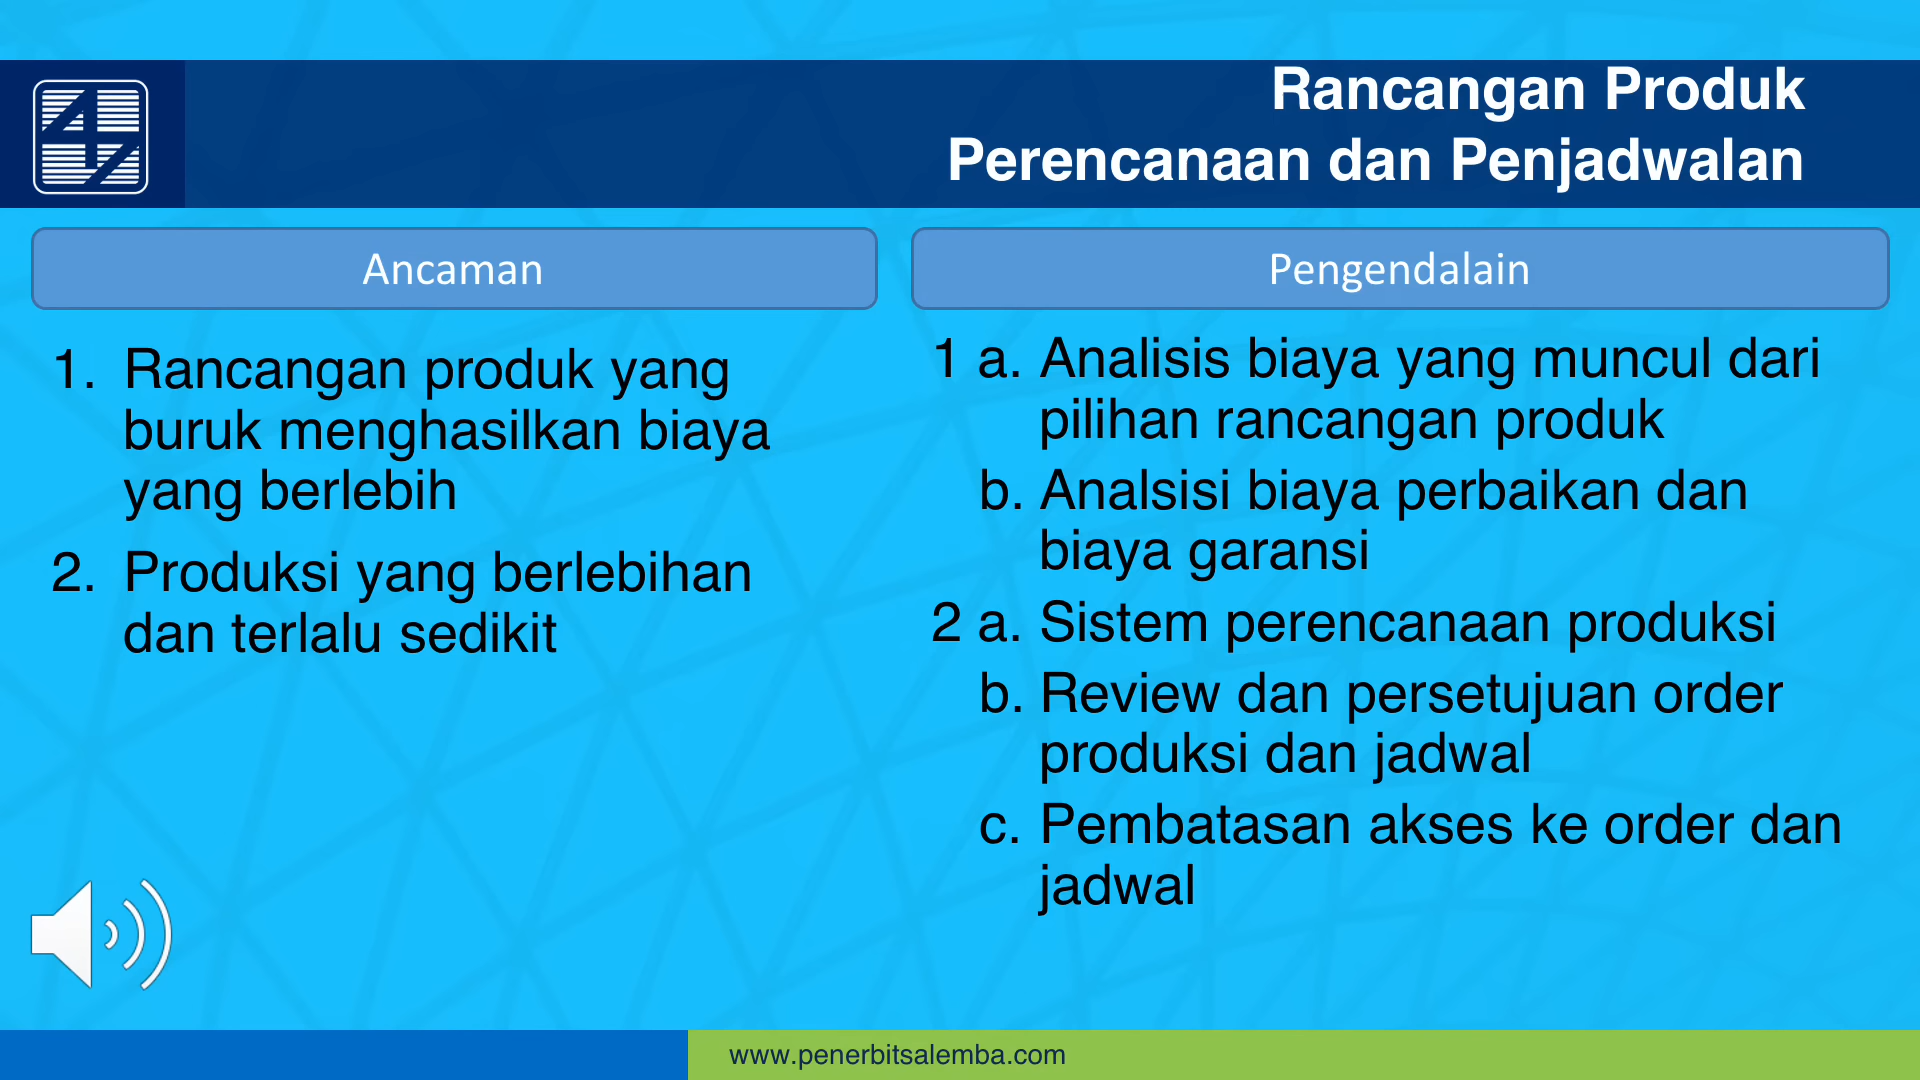 Rancangan Produk
Perencanaan dan Penjadwalan
Ancaman
1. Rancangan produk yang
buruk menghasilkan biaya
yang berlebih
2. Produksi yang berlebihan
dan terlalu sedikit
Pengendalain
1 a. Analisis biaya yang muncul dari
pilihan rancangan produk
b. Analsisi biaya perbaikan dan
biaya garansi
2 a. Sistem perencanaan produksi
b. Review dan persetujuan order
produksi dan jadwal
c. Pembatasan akses ke order dan
jadwal
www.penerbitsalemba.com